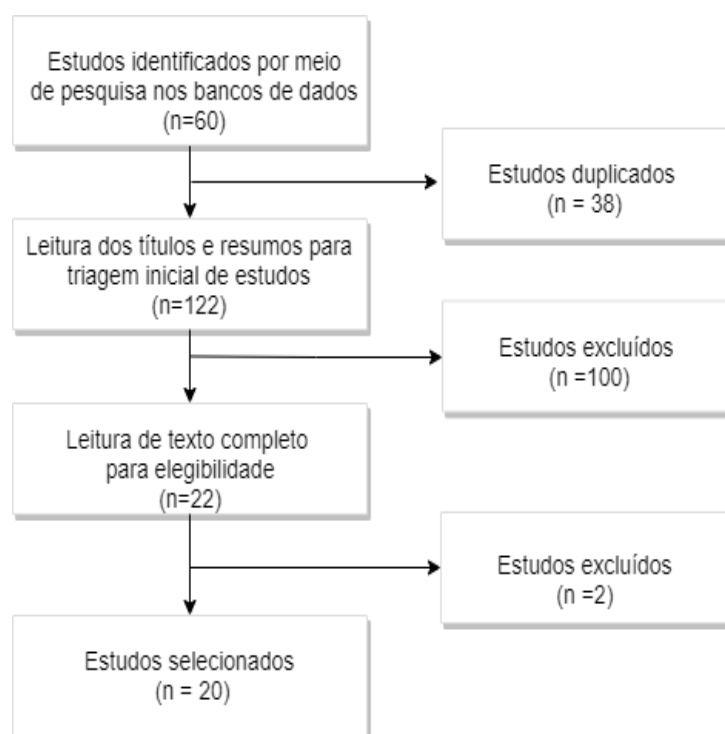 Estudos identificados por meio
de pesquisa nos bancos de dados
(n=60)
Estudos duplicados
(n = 38)
Leitura dos títulos e resumos para
triagem inicial de estudos
(n=122)
Estudos excluídos
(n =100)
Leitura de texto completo
para elegibilidade
(n=22)
Estudos excluídos
(n =2)
Estudos selecionados
(n = 20)